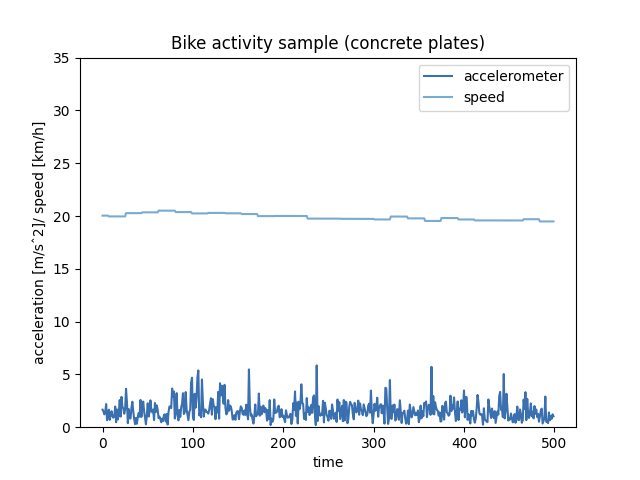 Bike activity sample (concrete plates)
accelerometer
speed
acceleration [m/s^2]/ speed [km/h]
35
30
25
20
15
10
5
0
0 100 200 300 400 500
time